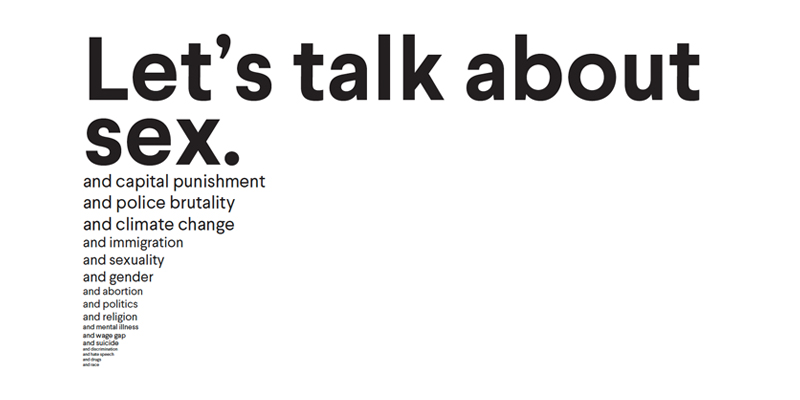 Let’s talk about
sex.
and capital punishment
and police brutality
and climate change
and immigration
and sexuality
and gender
and abortion
and politics
and religion
and mental illness
and wage gap
and suicide
and discrimination
and hate speech
and drugs
and race